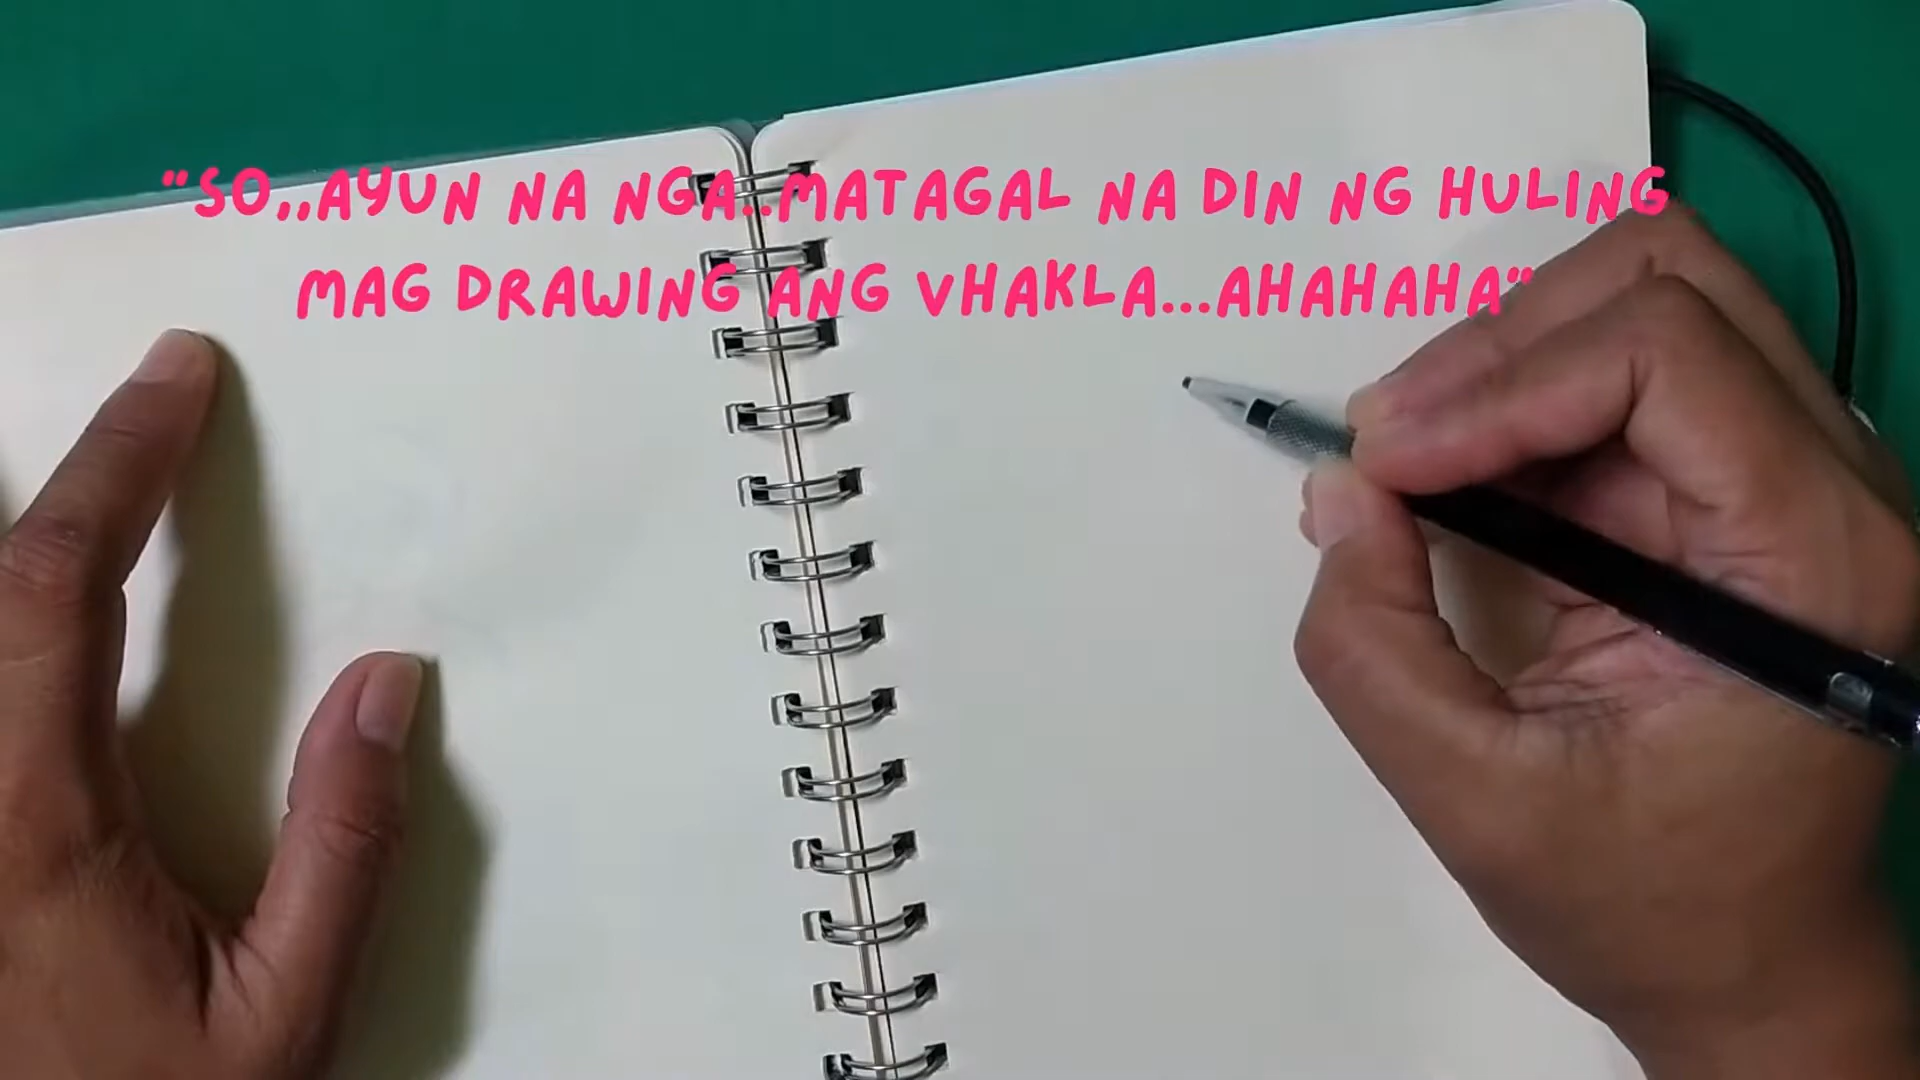 "SO,,AYUN NA NGA..MATAGAL NA DIN NG HULING
MAG DRAWING ANG VHAKLA...AHAHAHA"